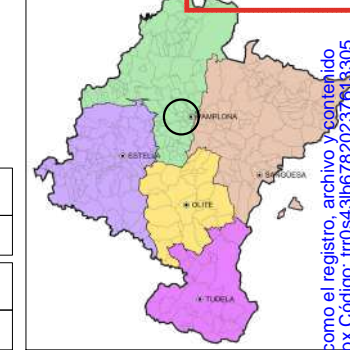 PAMPLONA
ESTELLA
SANGÜESA
OLITE
TUDELA
como el registro, archivo y contenido